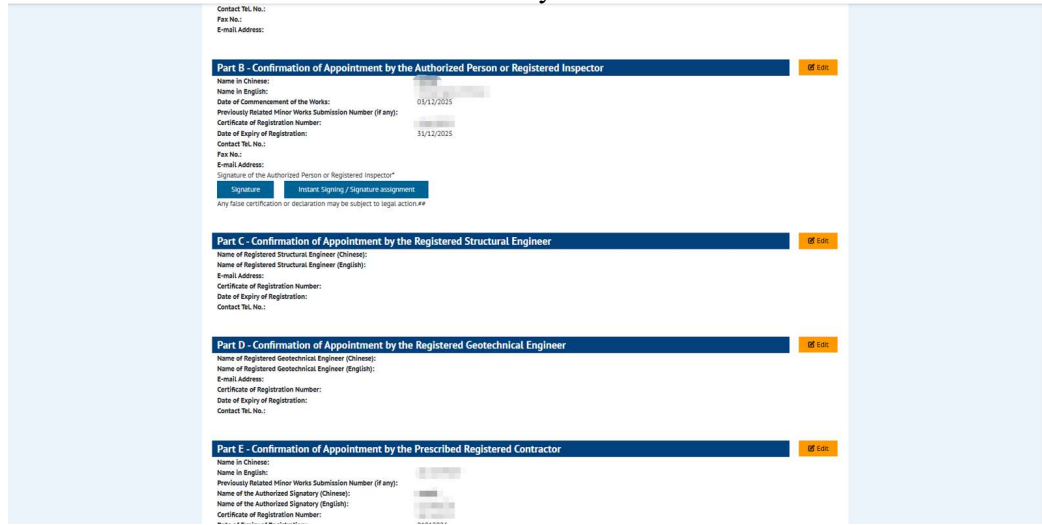 Contact Tel. No.:
Fax No.:
E-mail Address:
Part B - Confirmation of Appointment by the Authorized Person or Registered Inspector
Edit
Name in Chinese:
Name in English:
Date of Commencement of the Works: 03/12/2025
Previously Related Minor Works Submission Number (if any):
Certificate of Registration Number:
Date of Expiry of Registration: 31/12/2025
Contact Tel. No.:
Fax No.:
E-mail Address:
Signature of the Authorized Person or Registered Inspector*
Signature Instant Signing / Signature assignment
Any false certification or declaration may be subject to legal action.##
Part C - Confirmation of Appointment by the Registered Structural Engineer
Edit
Name of Registered Structural Engineer (Chinese):
Name of Registered Structural Engineer (English):
E-mail Address:
Certificate of Registration Number:
Date of Expiry of Registration:
Contact Tel. No.:
Part D - Confirmation of Appointment by the Registered Geotechnical Engineer
Edit
Name of Registered Geotechnical Engineer (Chinese):
Name of Registered Geotechnical Engineer (English):
E-mail Address:
Certificate of Registration Number:
Date of Expiry of Registration:
Contact Tel. No.:
Part E - Confirmation of Appointment by the Prescribed Registered Contractor
Edit
Name in Chinese:
Name in English:
Previously Related Minor Works Submission Number (if any):
Name of the Authorized Signatory (Chinese):
Name of the Authorized Signatory (English):
Certificate of Registration Number:
Date of Expiry of Registration: